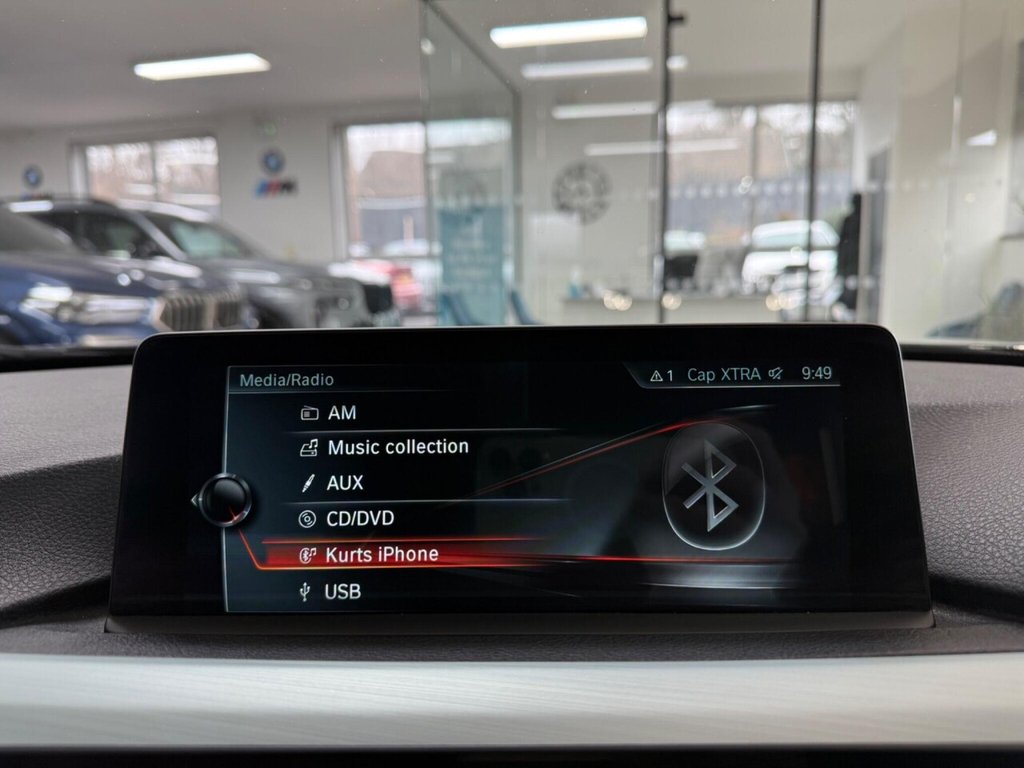 Media/Radio
1 Cap XTRA 9:49
AM
Music collection
AUX
CD/DVD
Kurts iPhone
USB